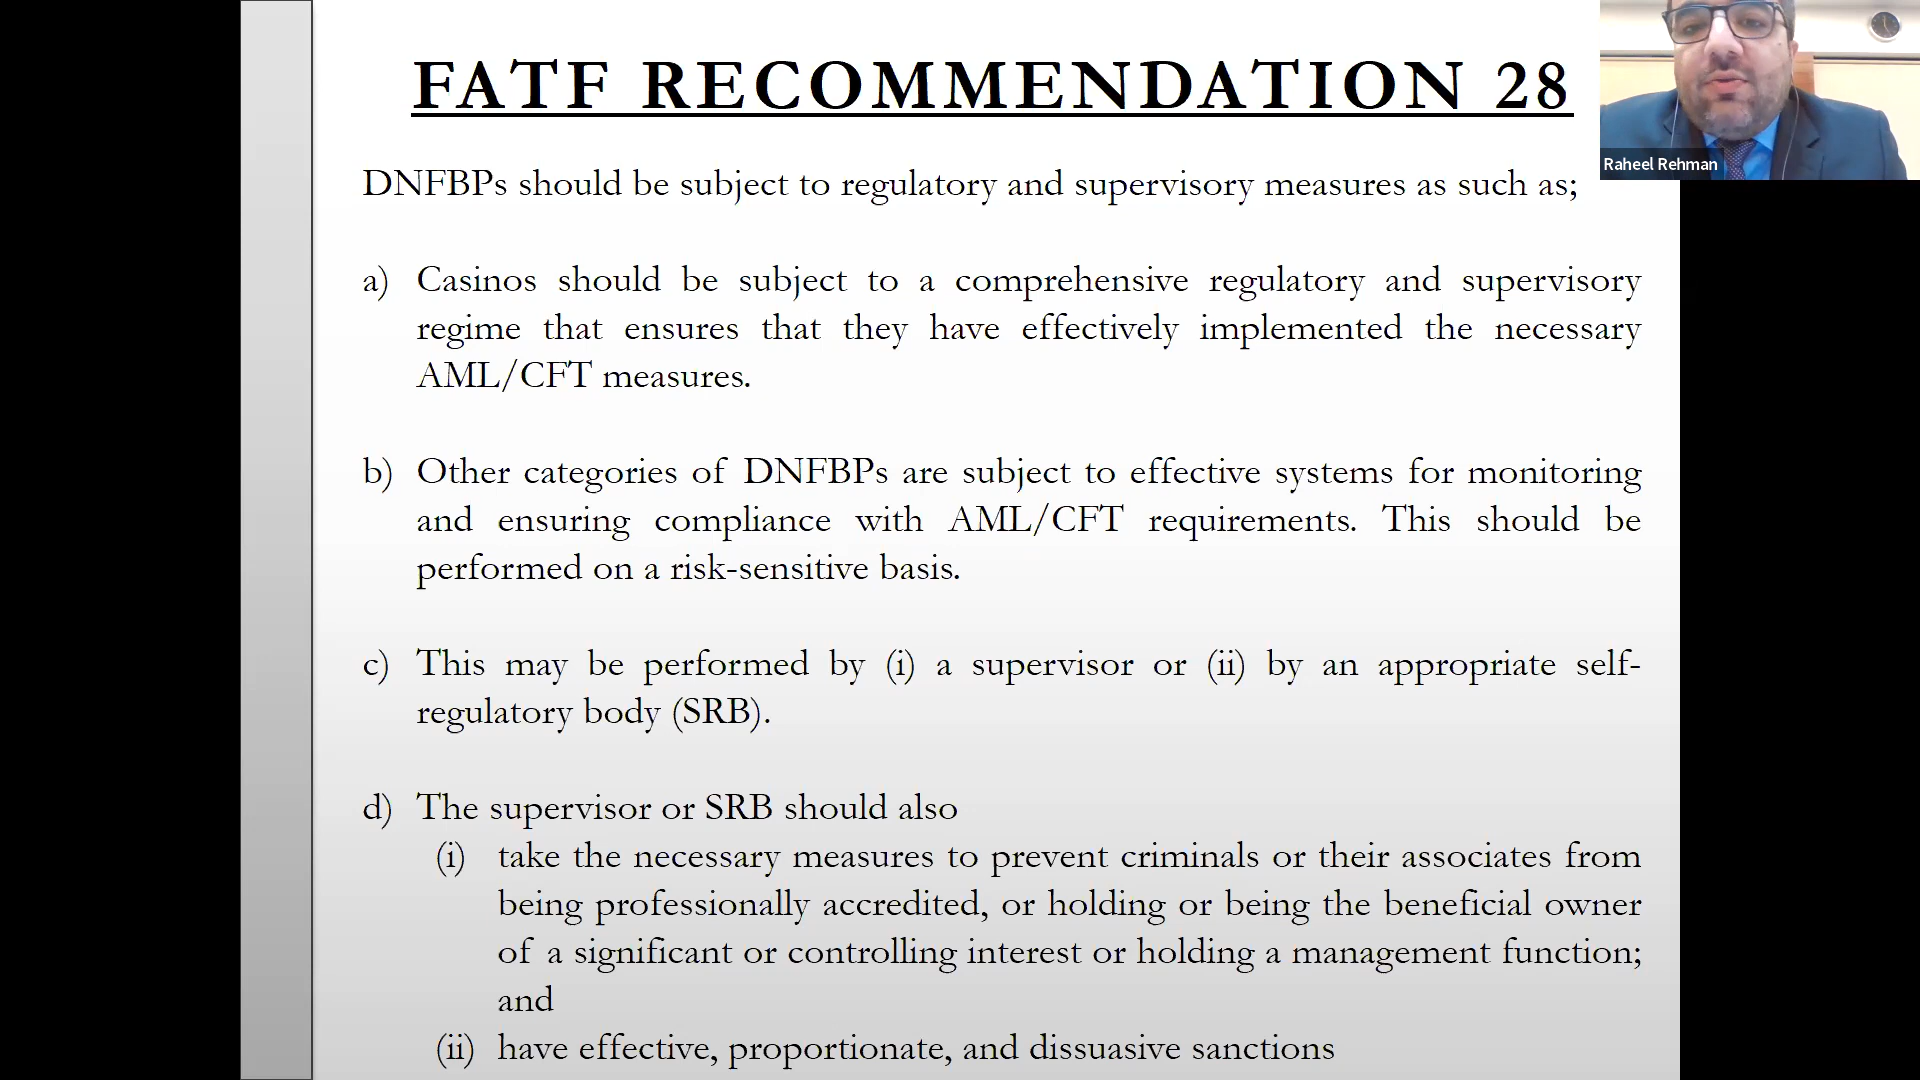 FATF RECOMMENDATION 28
Raheel Rehman
DNFBPs should be subject to regulatory and supervisory measures as such as;
a) Casinos should be subject to a comprehensive regulatory and supervisory
regime that ensures that they have effectively implemented the necessary
AML/CFT measures.
b) Other categories of DNFBPs are subject to effective systems for monitoring
and ensuring compliance with AML/CFT requirements. This should be
performed on a risk-sensitive basis.
c) This may be performed by (i) a supervisor or (ii) by an appropriate self-
regulatory body (SRB).
d) The supervisor or SRB should also
(i) take the necessary measures to prevent criminals or their associates from
being professionally accredited, or holding or being the beneficial owner
of a significant or controlling interest or holding a management function;
and
(ii) have effective, proportionate, and dissuasive sanctions